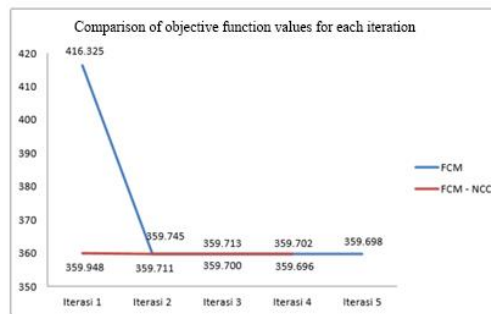 Comparison of objective function values for each iteration
420
410
400
390
380
370
360
350
416.325
359.745
359.713
359.702
359.698
359.948
359.711
359.700
359.696
Iterasi 1
Iterasi 2
Iterasi 3
Iterasi 4
Iterasi 5
FCM
FCM - NCC